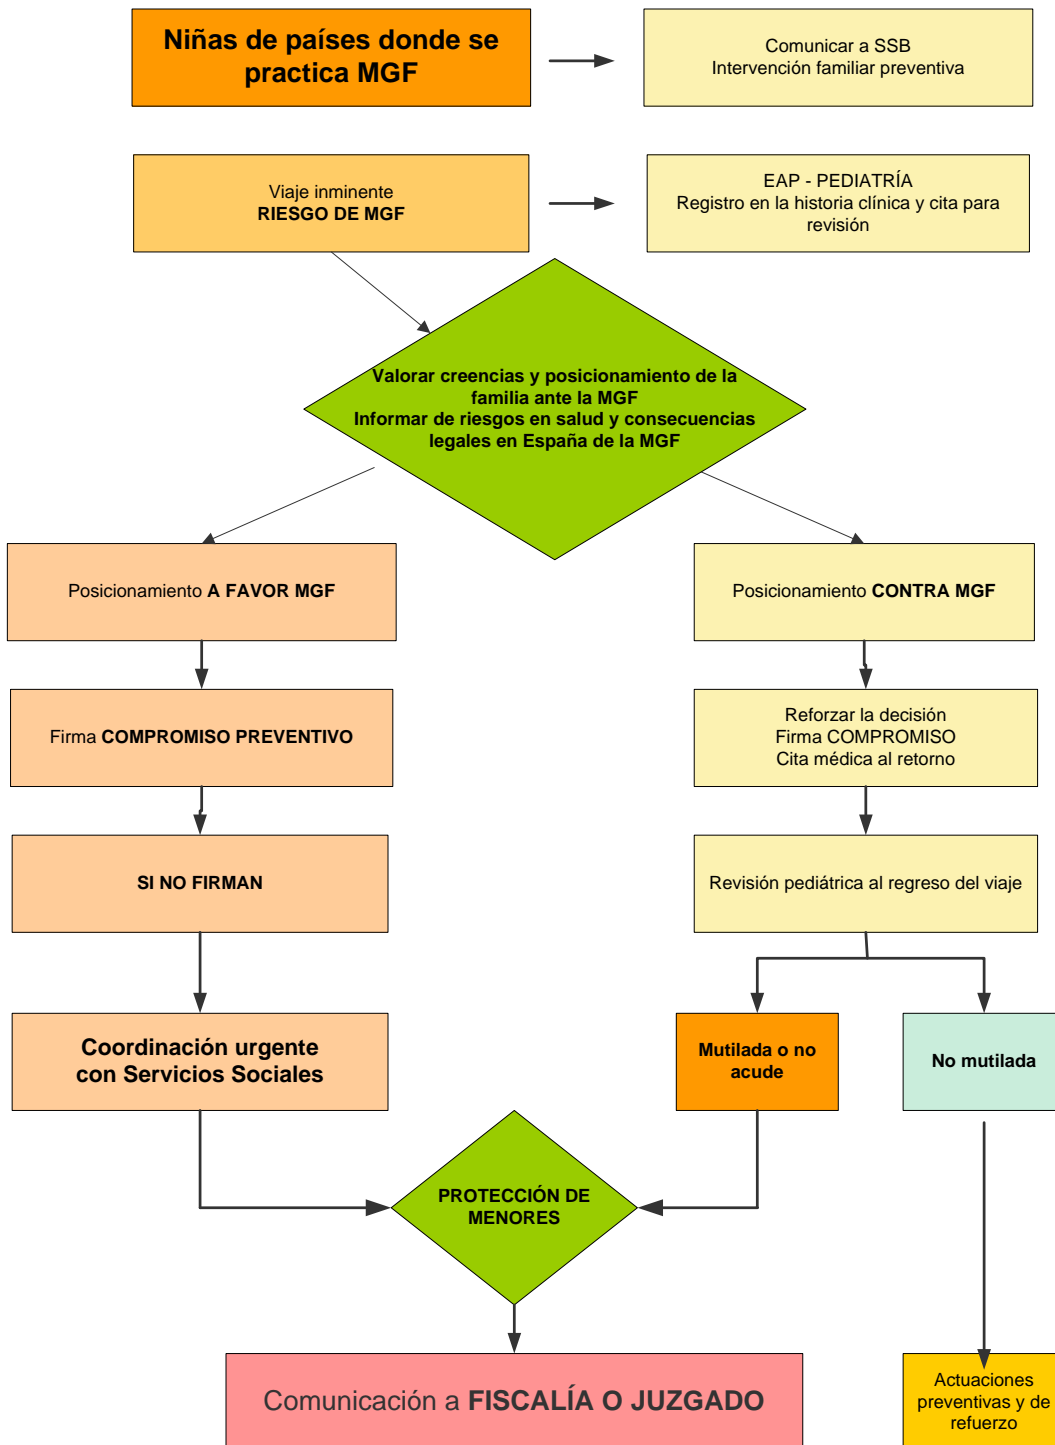 Niñas de países donde se
practica MGF
Comunicar a SSB
Intervención familiar preventiva
Viaje inminente
RIESGO DE MGF
EAP - PEDIATRÍA
Registro en la historia clínica y cita para
revisión
Valorar creencias y posicionamiento de la
familia ante la MGF
Informar de riesgos en salud y consecuencias
legales en España de la MGF
Posicionamiento A FAVOR MGF
Posicionamiento CONTRA MGF
Firma COMPROMISO PREVENTIVO
Reforzar la decisión
Firma COMPROMISO
Cita médica al retorno
SI NO FIRMAN
Revisión pediátrica al regreso del viaje
Coordinación urgente
con Servicios Sociales
Mutilada o no
acude
No mutilada
PROTECCIÓN DE
MENORES
Comunicación a FISCALÍA O JUZGADO
Actuaciones
preventivas y de
refuerzo